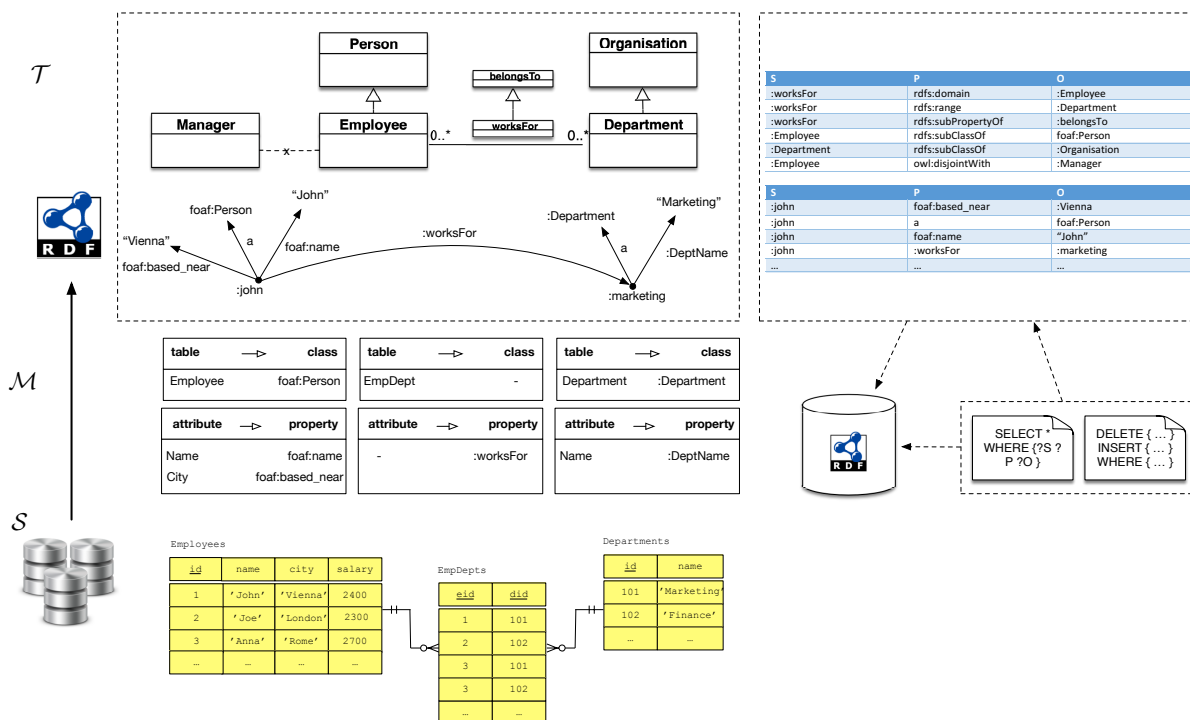 𝒯
Person
Organisation
belongsTo
Manager
Employee
0..*
worksFor
0..*
Department
x
"John"
foaf:Person
"Marketing"
:Department
"Vienna"
a
foaf:name
:worksFor
a
:DeptName
foaf:based_near
:john
:marketing
RDF
S P O
:worksFor rdfs:domain :Employee
:worksFor rdfs:range :Department
:worksFor rdfs:subPropertyOf :belongsTo
:Employee rdfs:subClassOf foaf:Person
:Department rdfs:subClassOf :Organisation
:Employee owl:disjointWith :Manager
S P O
:john foaf:based_near :Vienna
:john a foaf:Person
:john foaf:name "John"
:john :worksFor :marketing
... ... ...
ℳ
table class
Employee foaf:Person
table class
EmpDept -
table class
Department :Department
attribute property
Name foaf:name
City foaf:based_near
attribute property
- :worksFor
attribute property
Name :DeptName
RDF
SELECT *
WHERE {?S ?
P ?O }
DELETE { ... }
INSERT { ... }
WHERE { ... }
𝒮
Employees
id name city salary
1 'John' 'Vienna' 2400
2 'Joe' 'London' 2300
3 'Anna' 'Rome' 2700
… … … …
EmpDepts
eid did
1 101
2 102
3 101
3 102
… …
Departments
id name
101 'Marketing'
102 'Finance'
… …